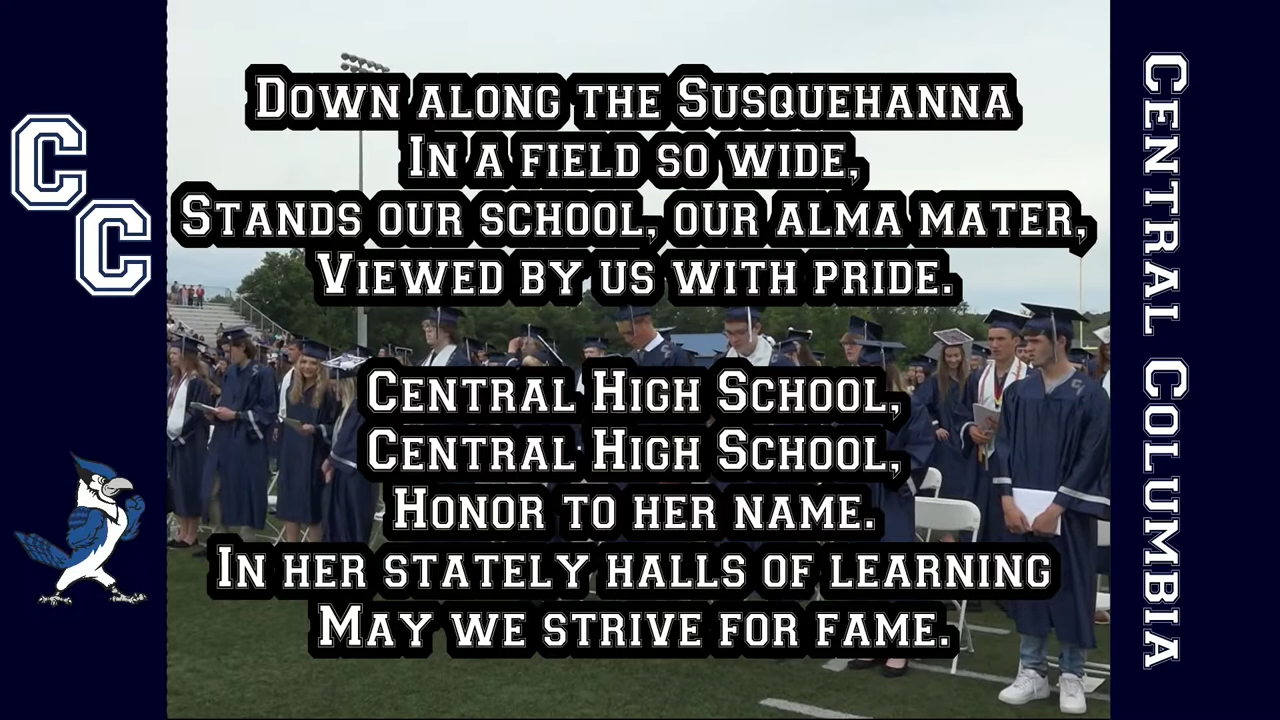 Down along the Susquehanna
In a field so wide,
Stands our school, our alma mater,
Viewed by us with pride.
Central High School,
Central High School,
Honor to her name.
In her stately halls of learning
May we strive for fame.
CC
Central Columbia